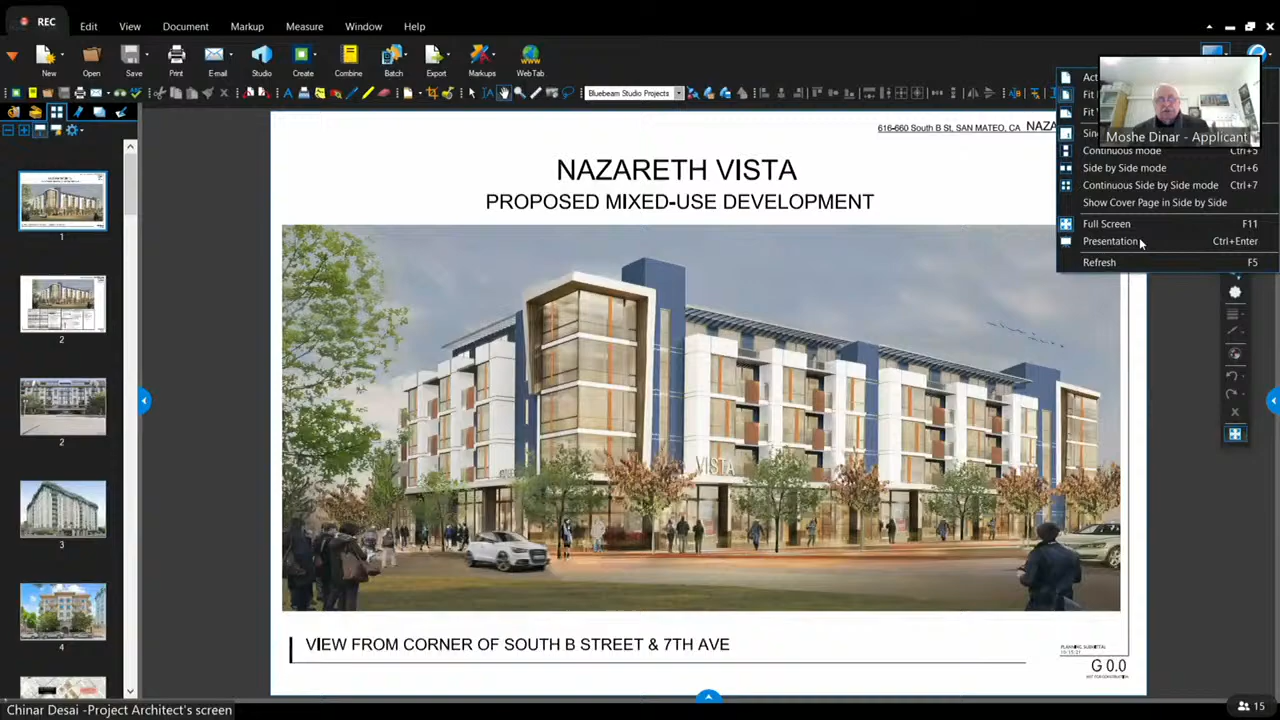 REC
Edit View Document Markup Measure Window Help
New Open Save Print E-mail Studio Create Combine Batch Export Markups WebTab
Bluebeam Studio Projects
Moshe Dinar - Applicant
Continuous mode Ctrl+5
Side by Side mode Ctrl+6
Continuous Side by Side mode Ctrl+7
Show Cover Page in Side by Side
Full Screen F11
Presentation Ctrl+Enter
Refresh F5
1
2
2
3
4
616-660 South B St, SAN MATEO, CA
NAZARETH VISTA
PROPOSED MIXED-USE DEVELOPMENT
VISTA
VIEW FROM CORNER OF SOUTH B STREET & 7TH AVE
G 0.0
Chinar Desai -Project Architect's screen
15